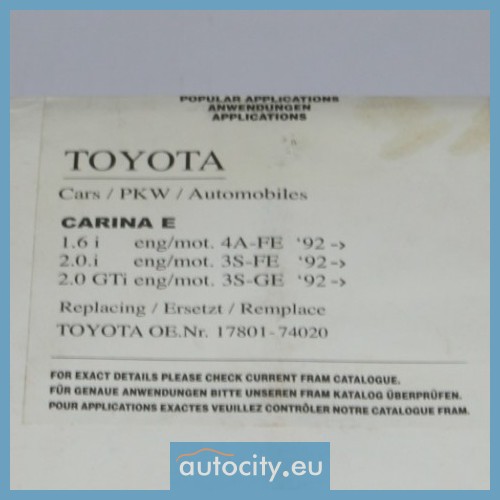 POPULAR APPLICATIONS
ANWENDUNGEN
APPLICATIONS
TOYOTA
Cars / PKW / Automobiles
CARINA E
1.6 i eng/mot. 4A-FE '92 ->
2.0.i eng/mot. 3S-FE '92 ->
2.0 GTi eng/mot. 3S-GE '92 ->
Replacing / Ersetzt / Remplace
TOYOTA OE.Nr. 17801-74020
FOR EXACT DETAILS PLEASE CHECK CURRENT FRAM CATALOGUE.
FÜR GENAUE ANWENDUNGEN BITTE UNSEREN FRAM KATALOG ÜBERPRÜFEN.
POUR APPLICATIONS EXACTES VEUILLEZ CONTRÔLER NOTRE CATALOGUE FRAM.
autocity.eu